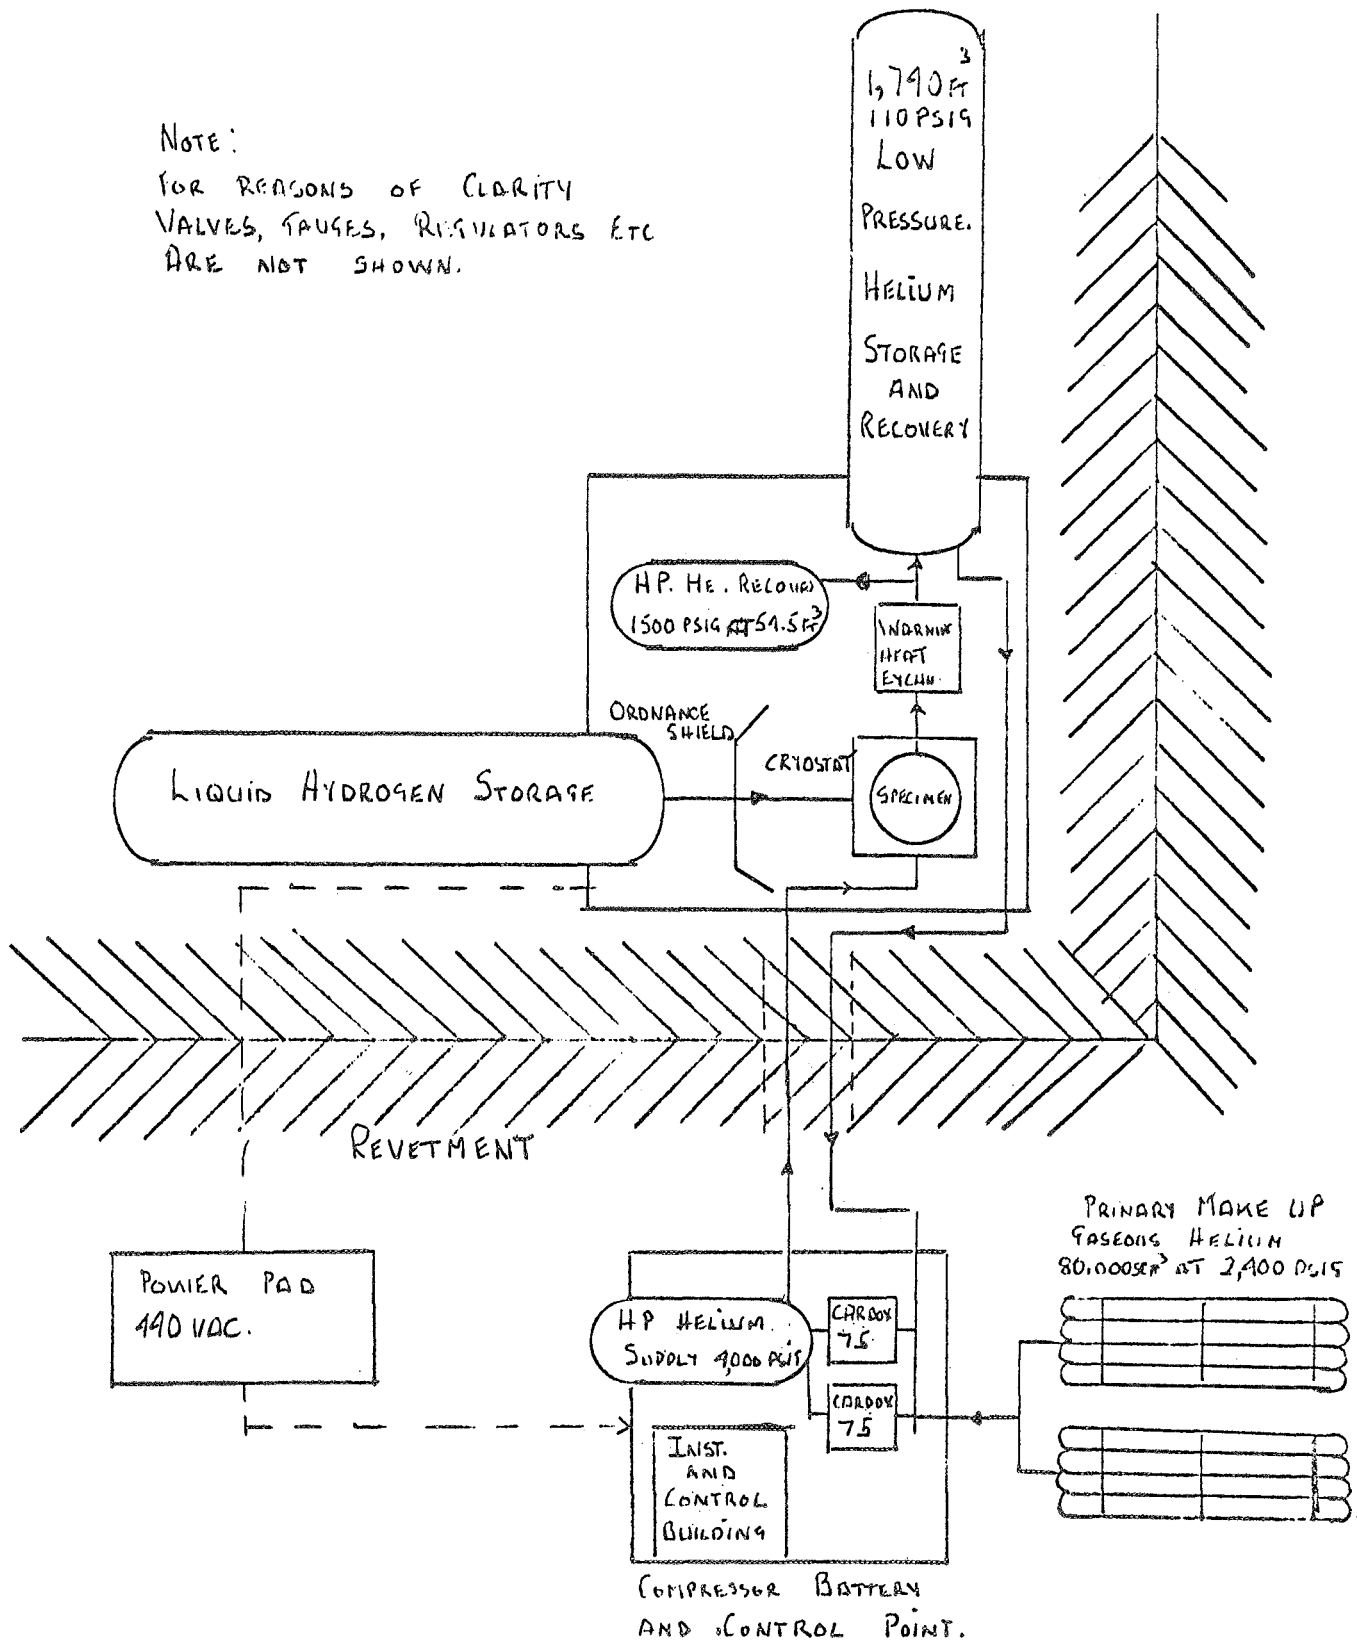 NOTE:
FOR REASONS OF CLARITY
VALVES, GAUGES, REGULATORS ETC
ARE NOT SHOWN.
1,740 FT³
110 PSIG
LOW
PRESSURE.
HELIUM
STORAGE
AND
RECOVERY
HP. HE. RECOVERY
1500 PSIG AT 54.5 FT³
WARMING
HEAT
EXCHN.
ORDNANCE
SHIELD
CRYOSTAT
SPECIMEN
LIQUID HYDROGEN STORAGE
REVETMENT
POWER PAD
440 VAC.
PRIMARY MAKE UP
GASEOUS HELIUM
80,000 SCF³ AT 2,400 PSIG
HP HELIUM
SUPPLY 4,000 PSIG
CARDOX
75
CARDOX
75
INST.
AND
CONTROL
BUILDING
COMPRESSOR BATTERY
AND CONTROL POINT.